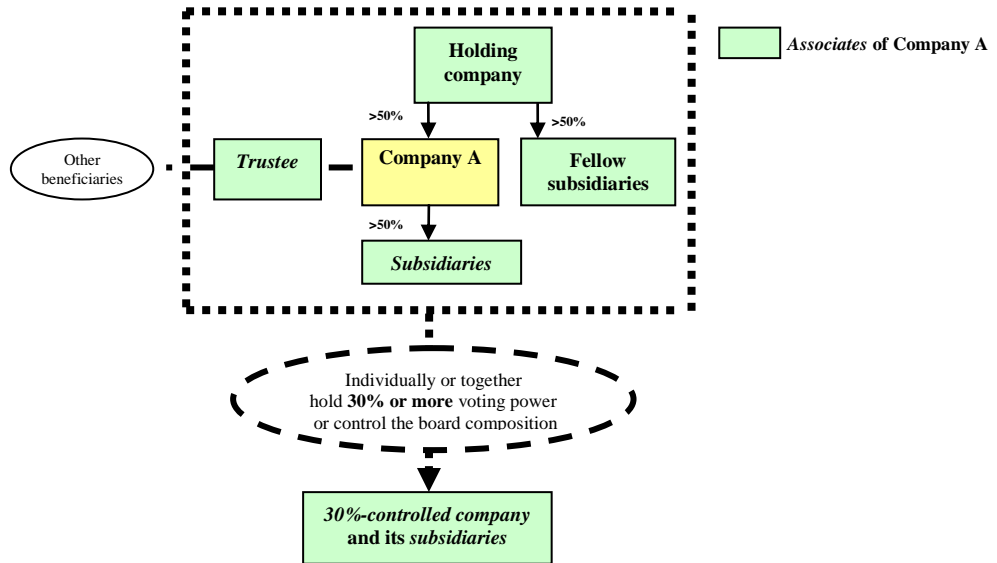 Holding
company
Associates of Company A
>50%
>50%
Other
beneficiaries
Trustee
Company A
Fellow
subsidiaries
>50%
Subsidiaries
Individually or together
hold 30% or more voting power
or control the board composition
30%-controlled company
and its subsidiaries